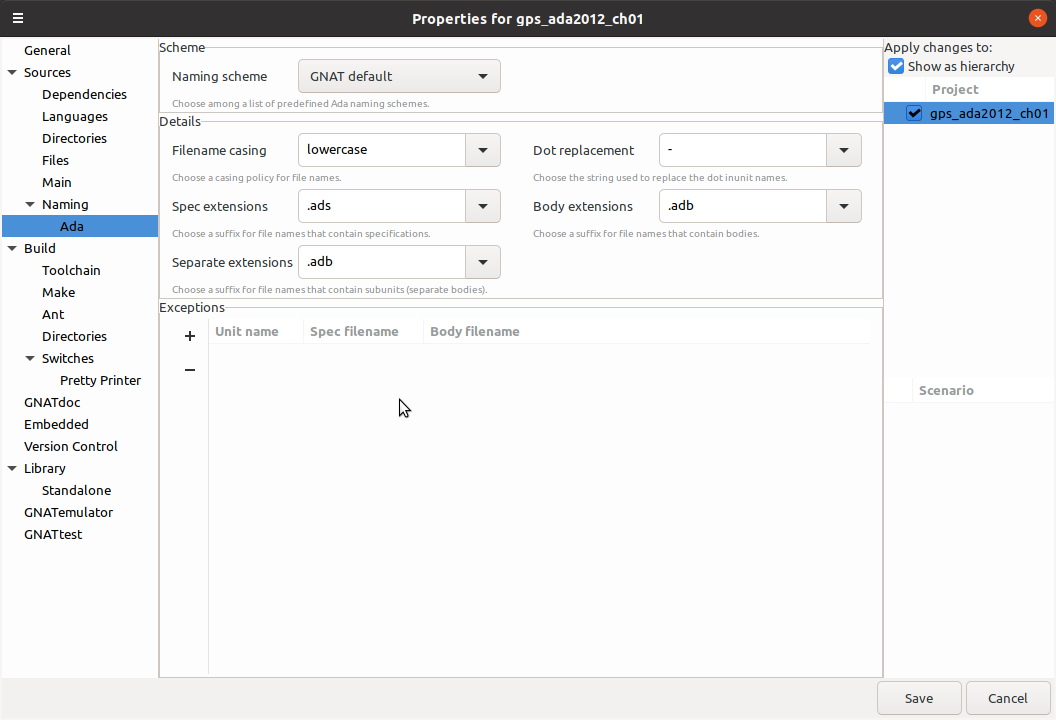 Properties for gps_ada2012_ch01
General
Sources
Dependencies
Languages
Directories
Files
Main
Naming
Ada
Build
Toolchain
Make
Ant
Directories
Switches
Pretty Printer
GNATdoc
Embedded
Version Control
Library
Standalone
GNATemulator
GNATtest
Scheme
Naming scheme GNAT default
Choose among a list of predefined Ada naming schemes.
Details
Filename casing lowercase Dot replacement -
Choose a casing policy for file names. Choose the string used to replace the dot inunit names.
Spec extensions .ads Body extensions .adb
Choose a suffix for file names that contain specifications. Choose a suffix for file names that contain bodies.
Separate extensions .adb
Choose a suffix for file names that contain subunits (separate bodies).
Exceptions
+ Unit name Spec filename Body filename
−
Apply changes to:
Show as hierarchy
Project
gps_ada2012_ch01
Scenario
Save Cancel